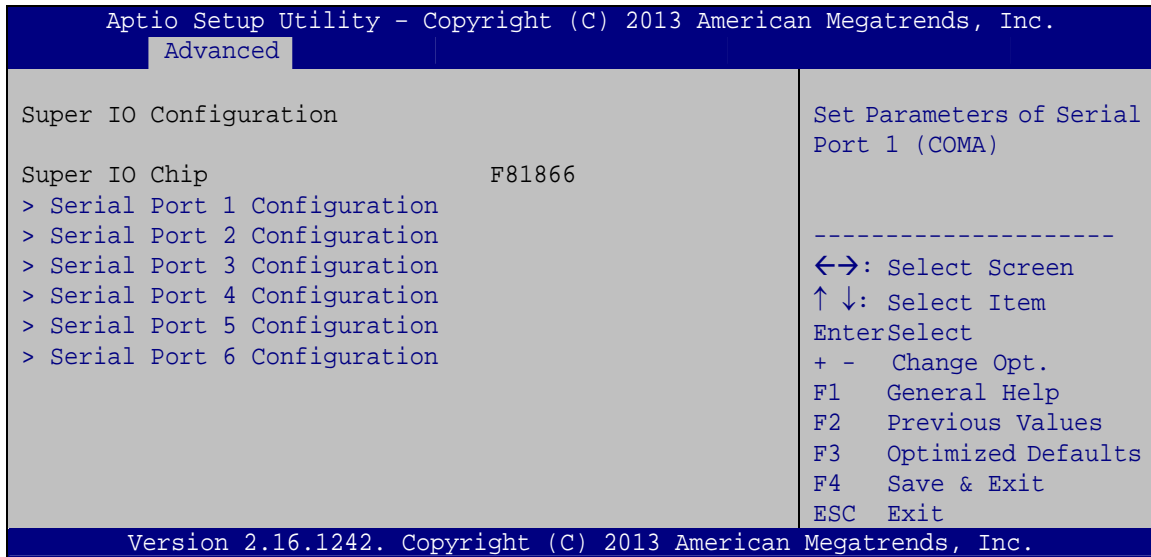 Aptio Setup Utility – Copyright (C) 2013 American Megatrends, Inc.
Advanced
Super IO Configuration
Super IO Chip F81866
> Serial Port 1 Configuration
> Serial Port 2 Configuration
> Serial Port 3 Configuration
> Serial Port 4 Configuration
> Serial Port 5 Configuration
> Serial Port 6 Configuration
Set Parameters of Serial
Port 1 (COMA)
---------------------
←→: Select Screen
↑ ↓: Select Item
EnterSelect
+ - Change Opt.
F1 General Help
F2 Previous Values
F3 Optimized Defaults
F4 Save & Exit
ESC Exit
Version 2.16.1242. Copyright (C) 2013 American Megatrends, Inc.